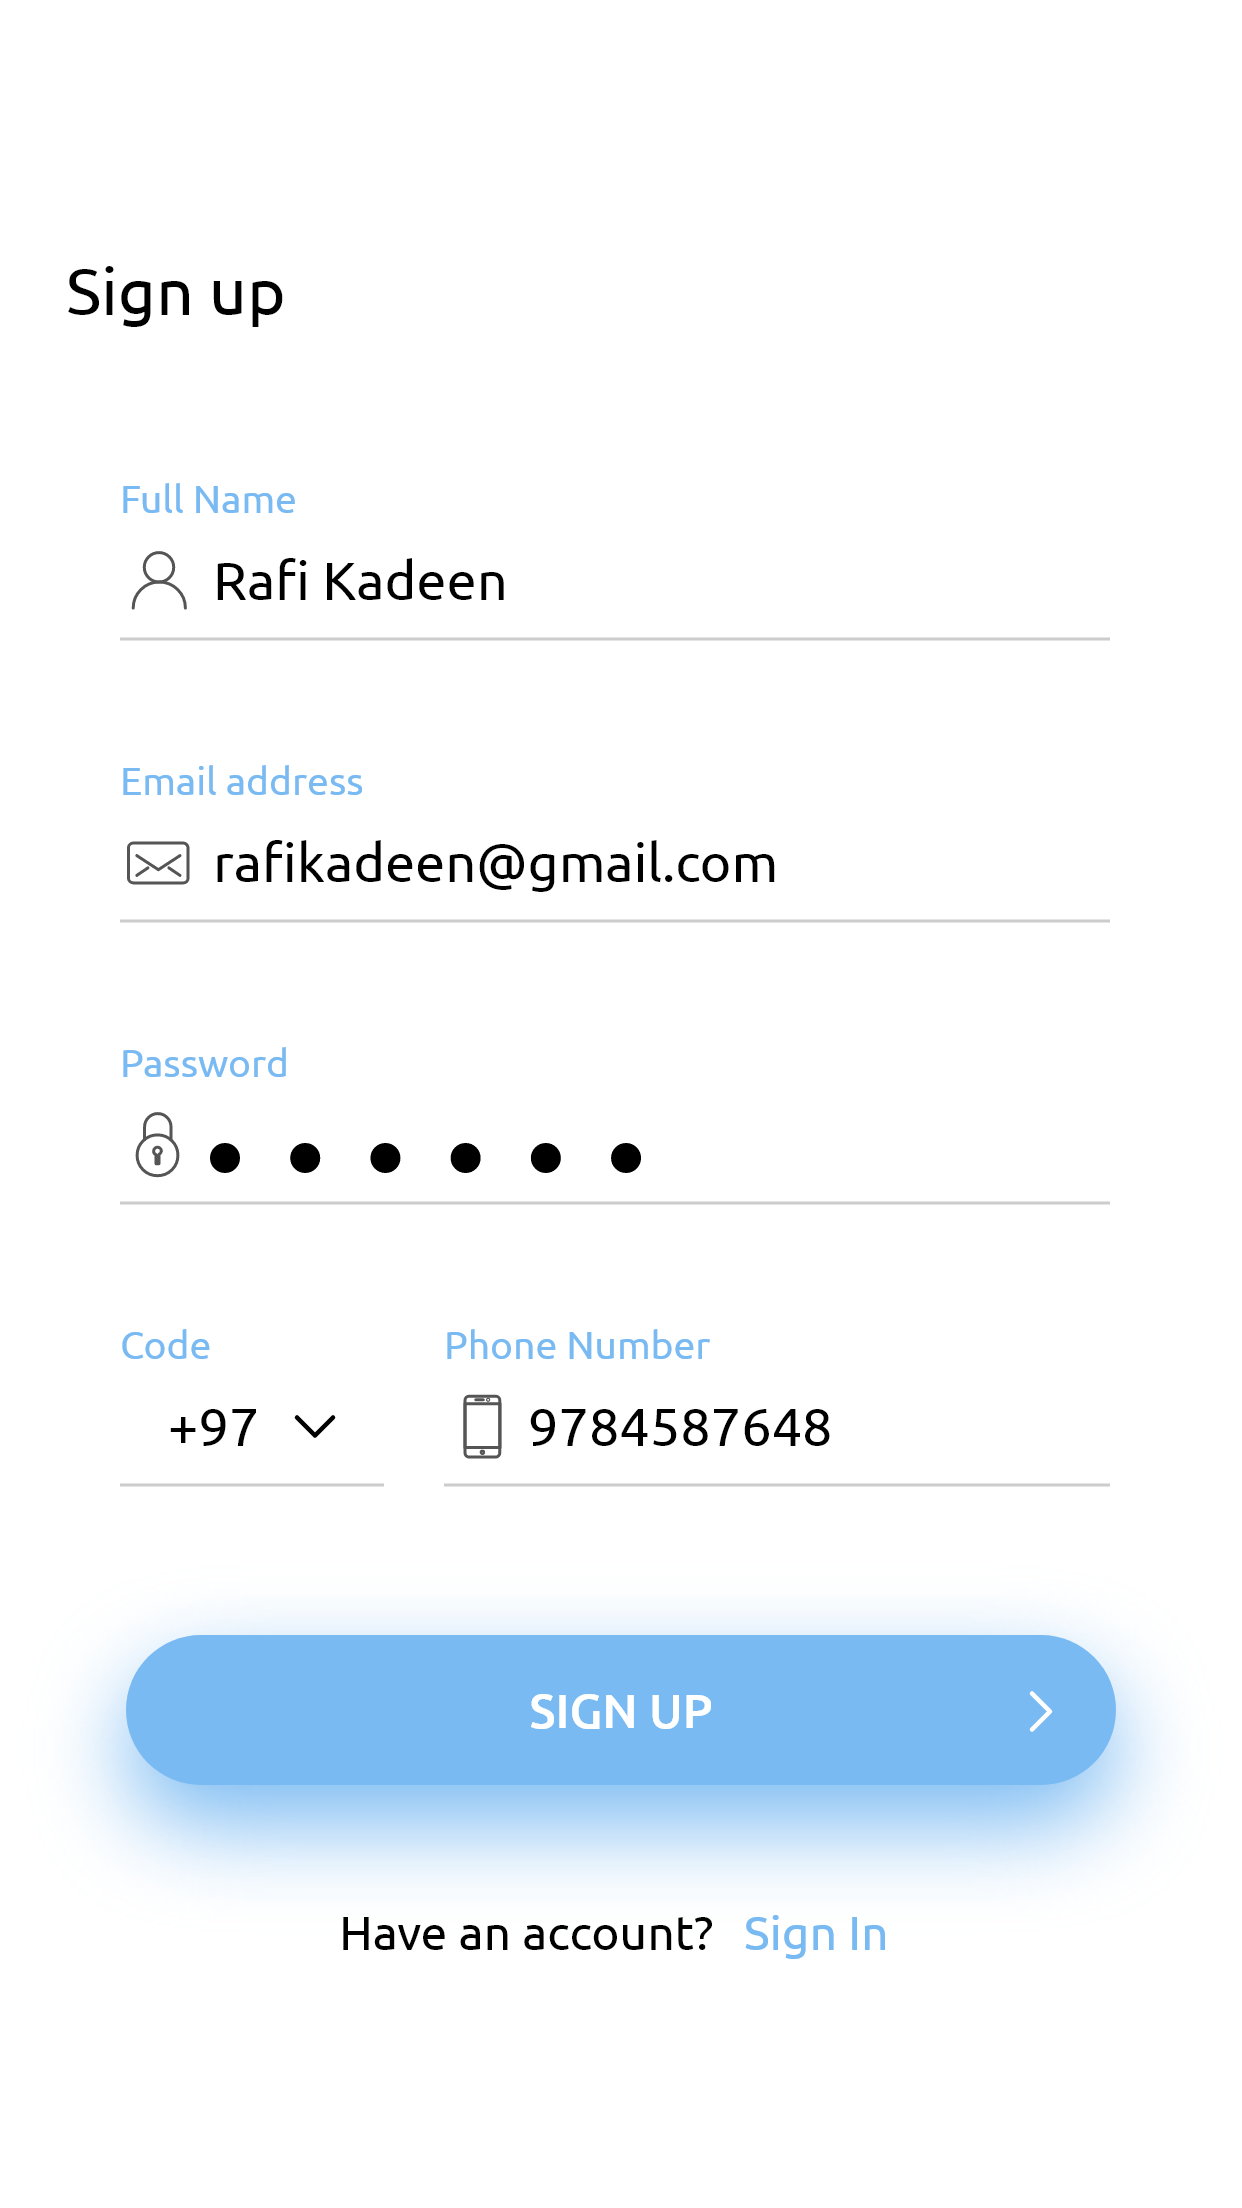 Sign up
Full Name
Rafi Kadeen
Email address
rafikadeen@gmail.com
Password
Code
Phone Number
+97
9784587648
SIGN UP
Have an account? Sign In